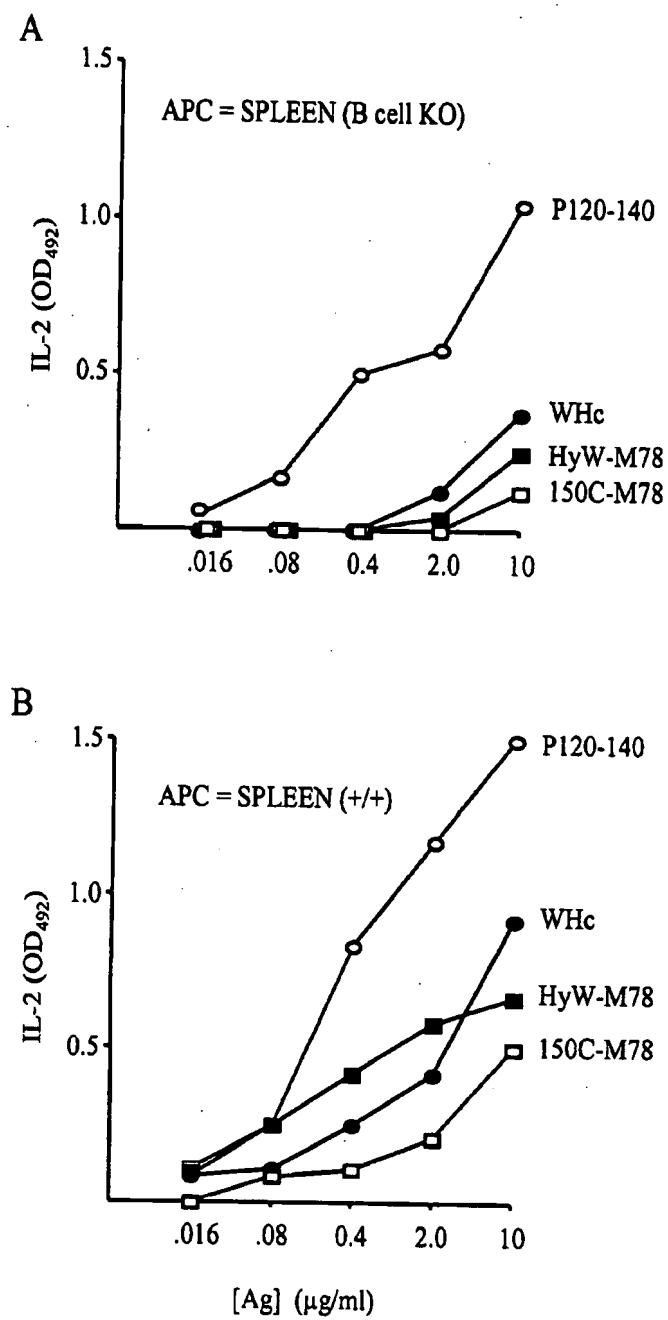 A
1.5
APC = SPLEEN (B cell KO)
P120-140
1.0
IL-2 (OD492)
0.5
WHc
HyW-M78
150C-M78
.016 .08 0.4 2.0 10
B
1.5
P120-140
APC = SPLEEN (+/+)
1.0
WHc
IL-2 (OD492)
HyW-M78
0.5
150C-M78
.016 .08 0.4 2.0 10
[Ag] (μg/ml)